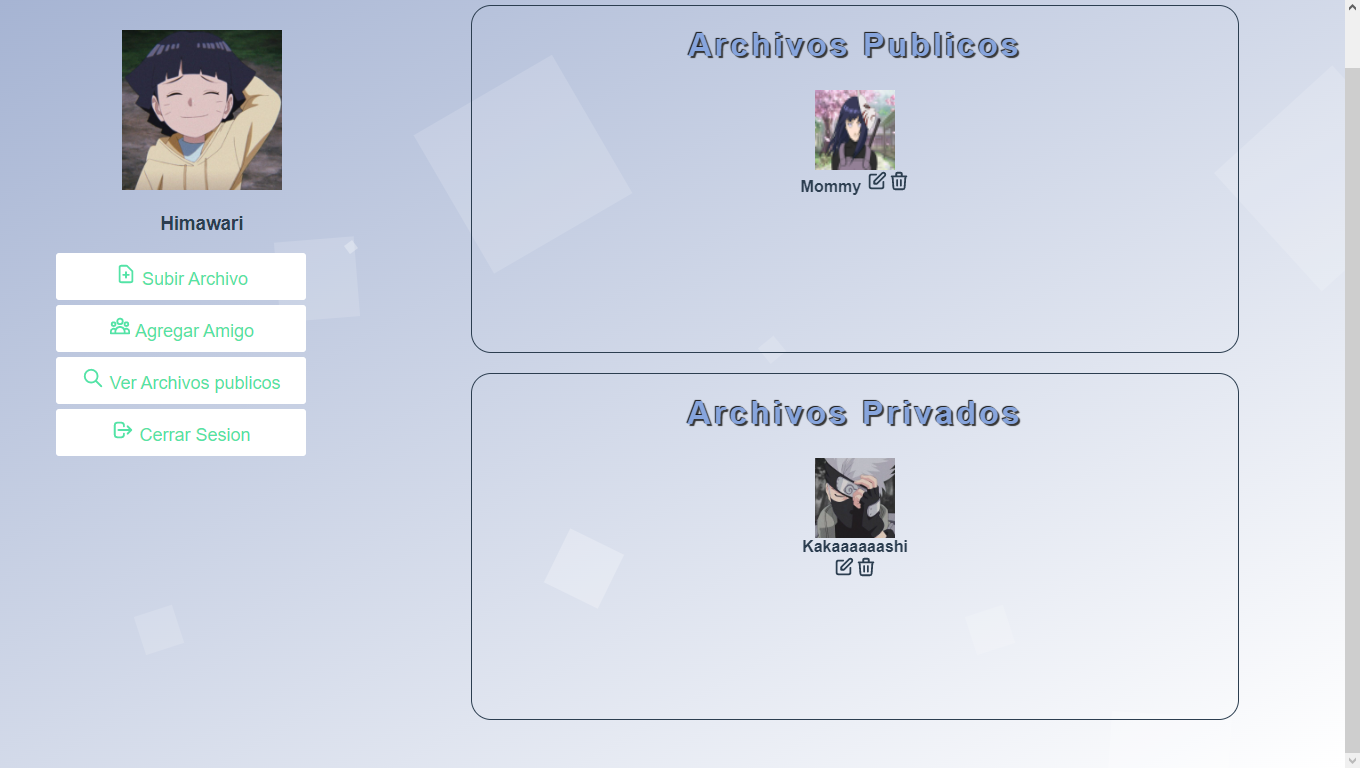 Himawari
Subir Archivo
Agregar Amigo
Ver Archivos publicos
Cerrar Sesion
Archivos Publicos
Mommy
Archivos Privados
Kakaaaaaashi